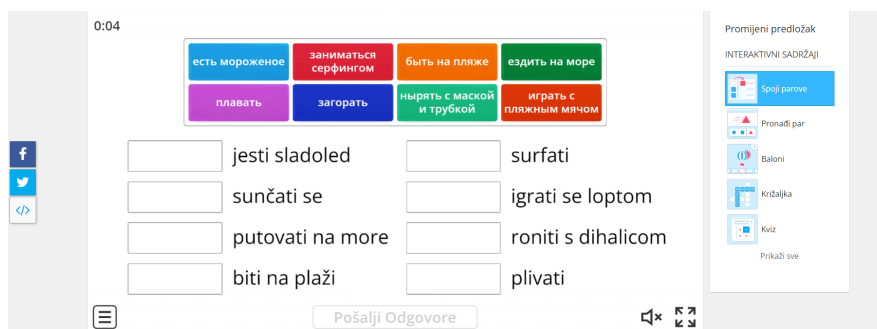 0:04
есть мороженое
заниматься
серфингом
быть на пляже
ездить на море
плавать
загорать
нырять с маской
и трубкой
играть с
пляжным мячом
jesti sladoled
surfati
sunčati se
igrati se loptom
putovati na more
roniti s dihalicom
biti na plaži
plivati
Pošalji Odgovore
Promijeni predložak
INTERAKTIVNI SADRŽAJI
Spoji parove
Pronađi par
Baloni
Križaljka
Kviz
Prikaži sve